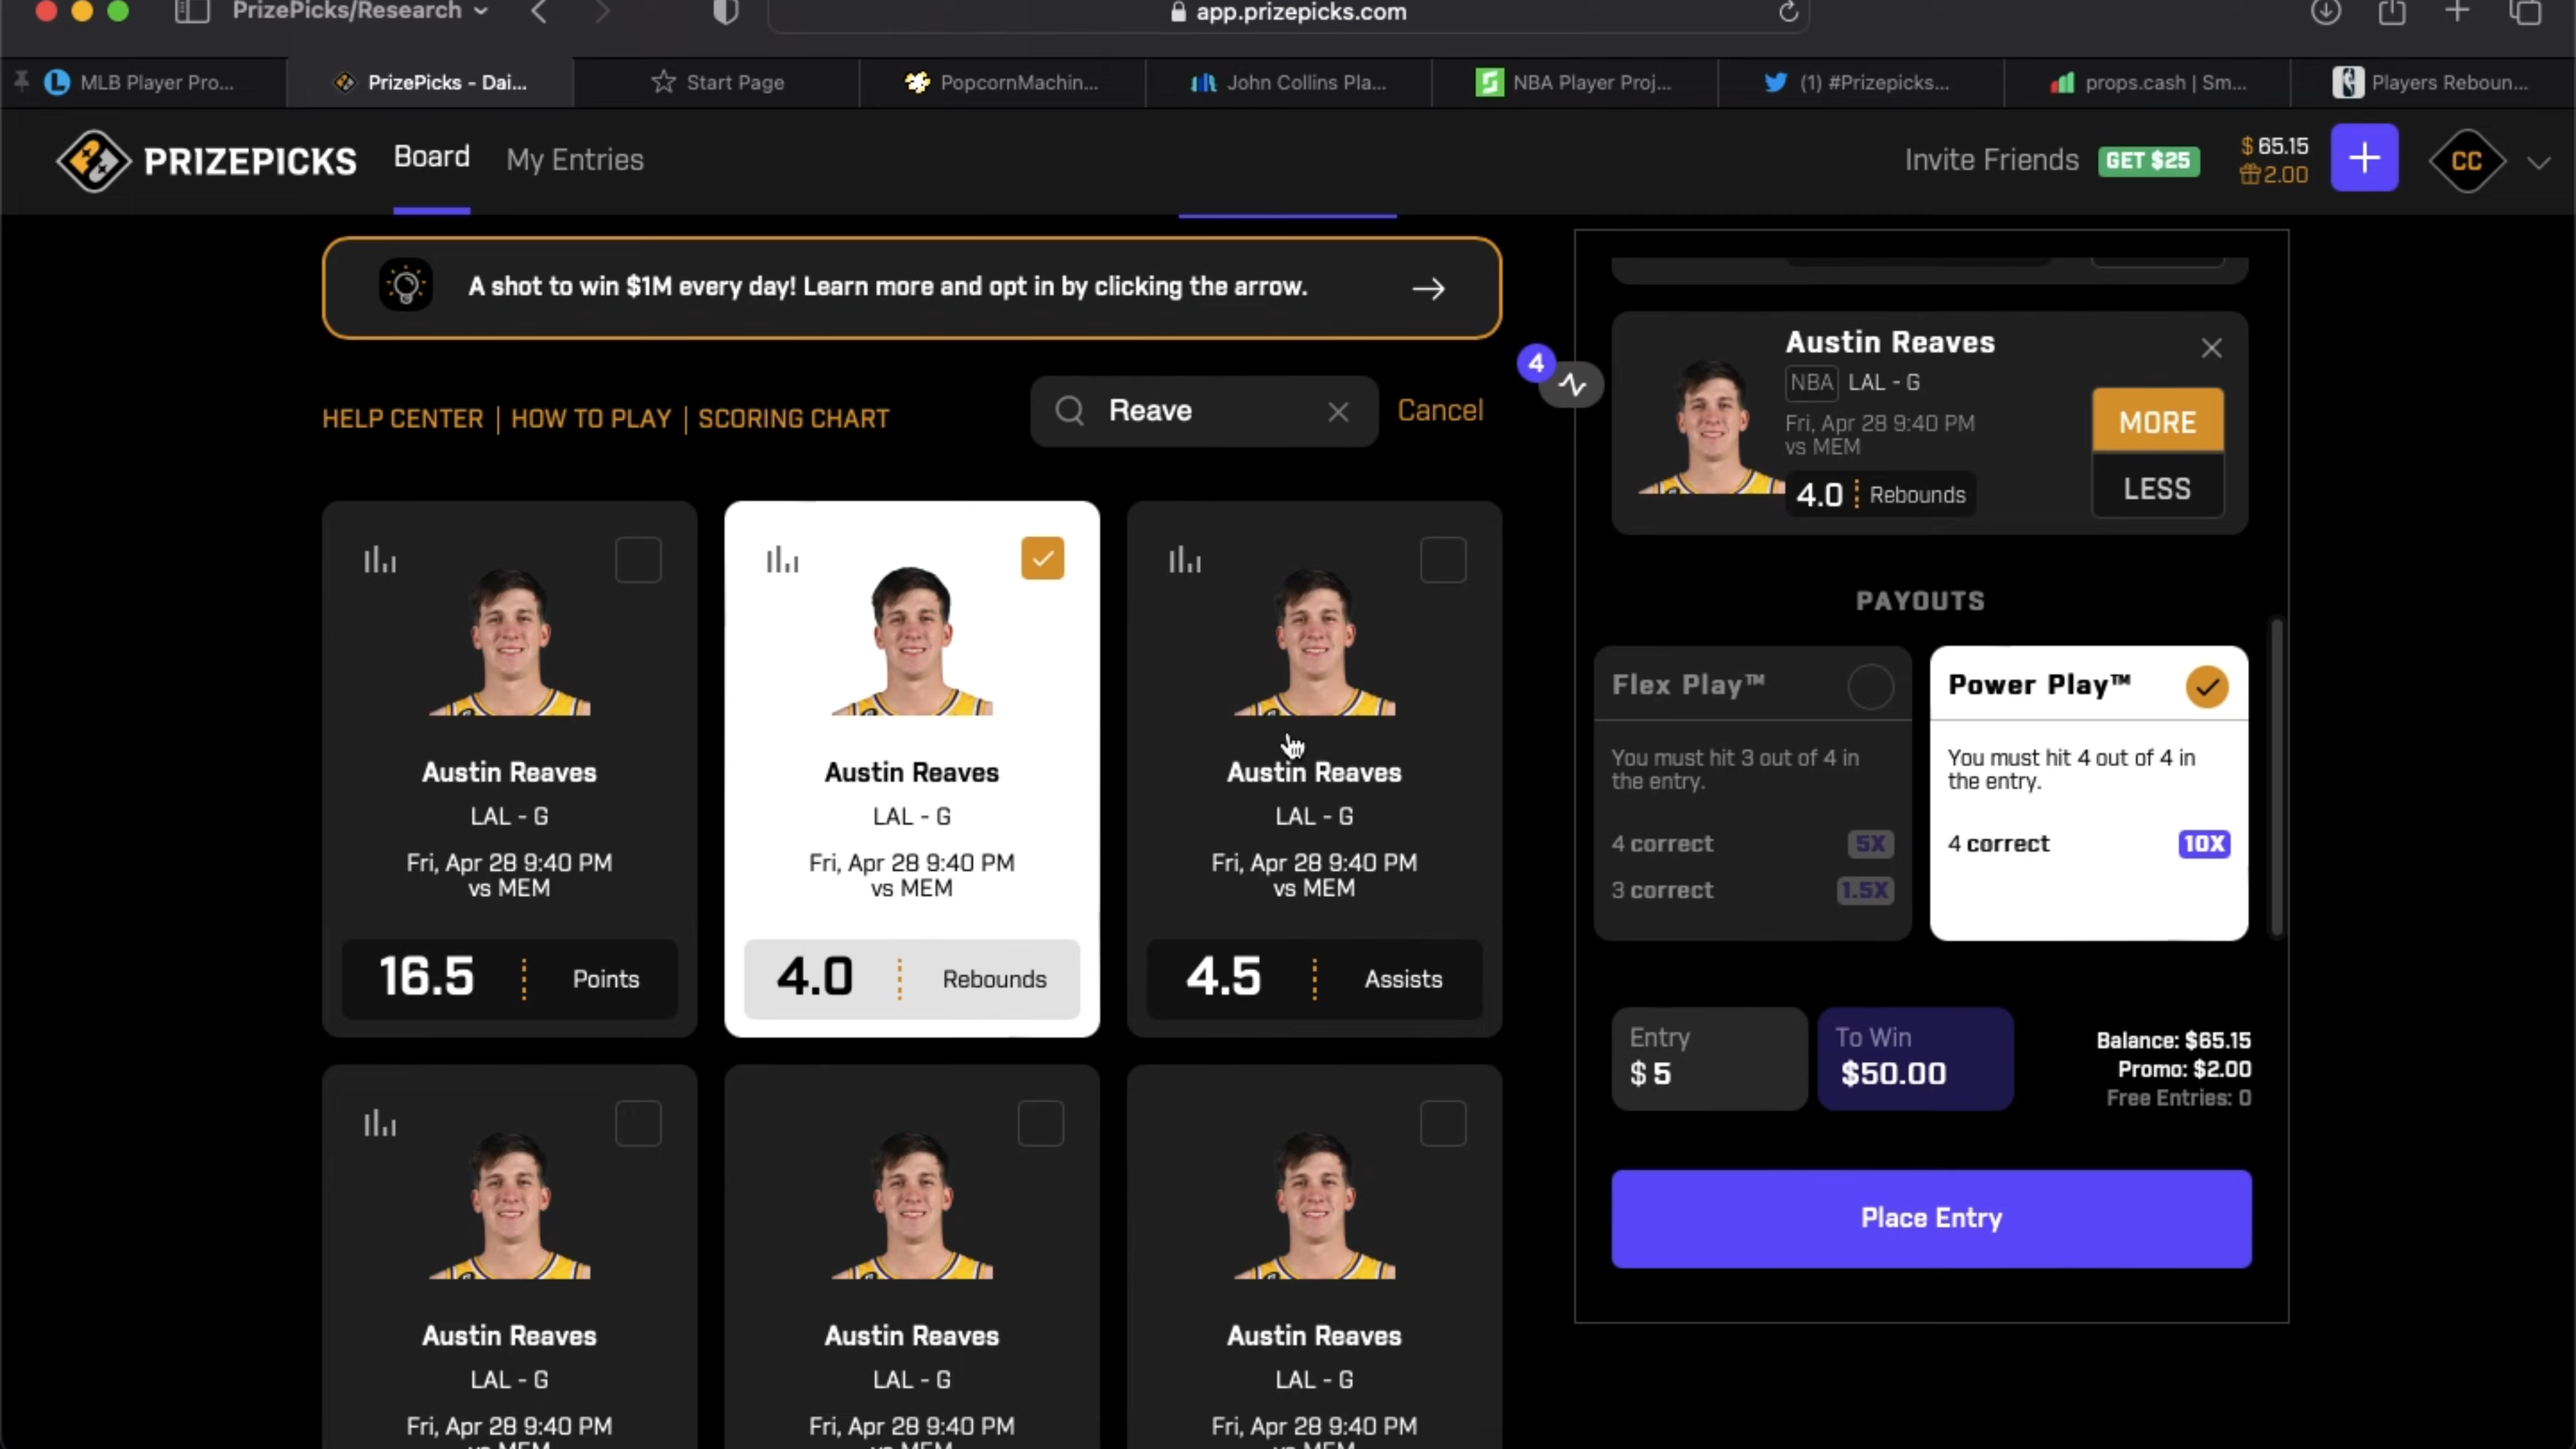 PrizePicks/Research
app.prizepicks.com
MLB Player Pro...
PrizePicks - Dai...
Start Page
PopcornMachin...
John Collins Pla...
NBA Player Proj...
(1) #Prizepicks...
props.cash | Sm...
Players Reboun...
PRIZEPICKS
Board
My Entries
Invite Friends
GET $25
$ 65.15
2.00
CC
A shot to win $1M every day! Learn more and opt in by clicking the arrow.
HELP CENTER | HOW TO PLAY | SCORING CHART
Reave
Cancel
Austin Reaves
LAL - G
Fri, Apr 28 9:40 PM
vs MEM
16.5 Points
Austin Reaves
LAL - G
Fri, Apr 28 9:40 PM
vs MEM
4.0 Rebounds
Austin Reaves
LAL - G
Fri, Apr 28 9:40 PM
vs MEM
4.5 Assists
Austin Reaves
LAL - G
Fri, Apr 28 9:40 PM
vs MEM
Austin Reaves
LAL - G
Fri, Apr 28 9:40 PM
vs MEM
Austin Reaves
LAL - G
Fri, Apr 28 9:40 PM
vs MEM
4
Austin Reaves
NBA LAL - G
Fri, Apr 28 9:40 PM
vs MEM
4.0 Rebounds
MORE
LESS
PAYOUTS
Flex Play™
You must hit 3 out of 4 in
the entry.
4 correct 5X
3 correct 1.5X
Power Play™
You must hit 4 out of 4 in
the entry.
4 correct 10X
Entry
$ 5
To Win
$50.00
Balance: $65.15
Promo: $2.00
Free Entries: 0
Place Entry